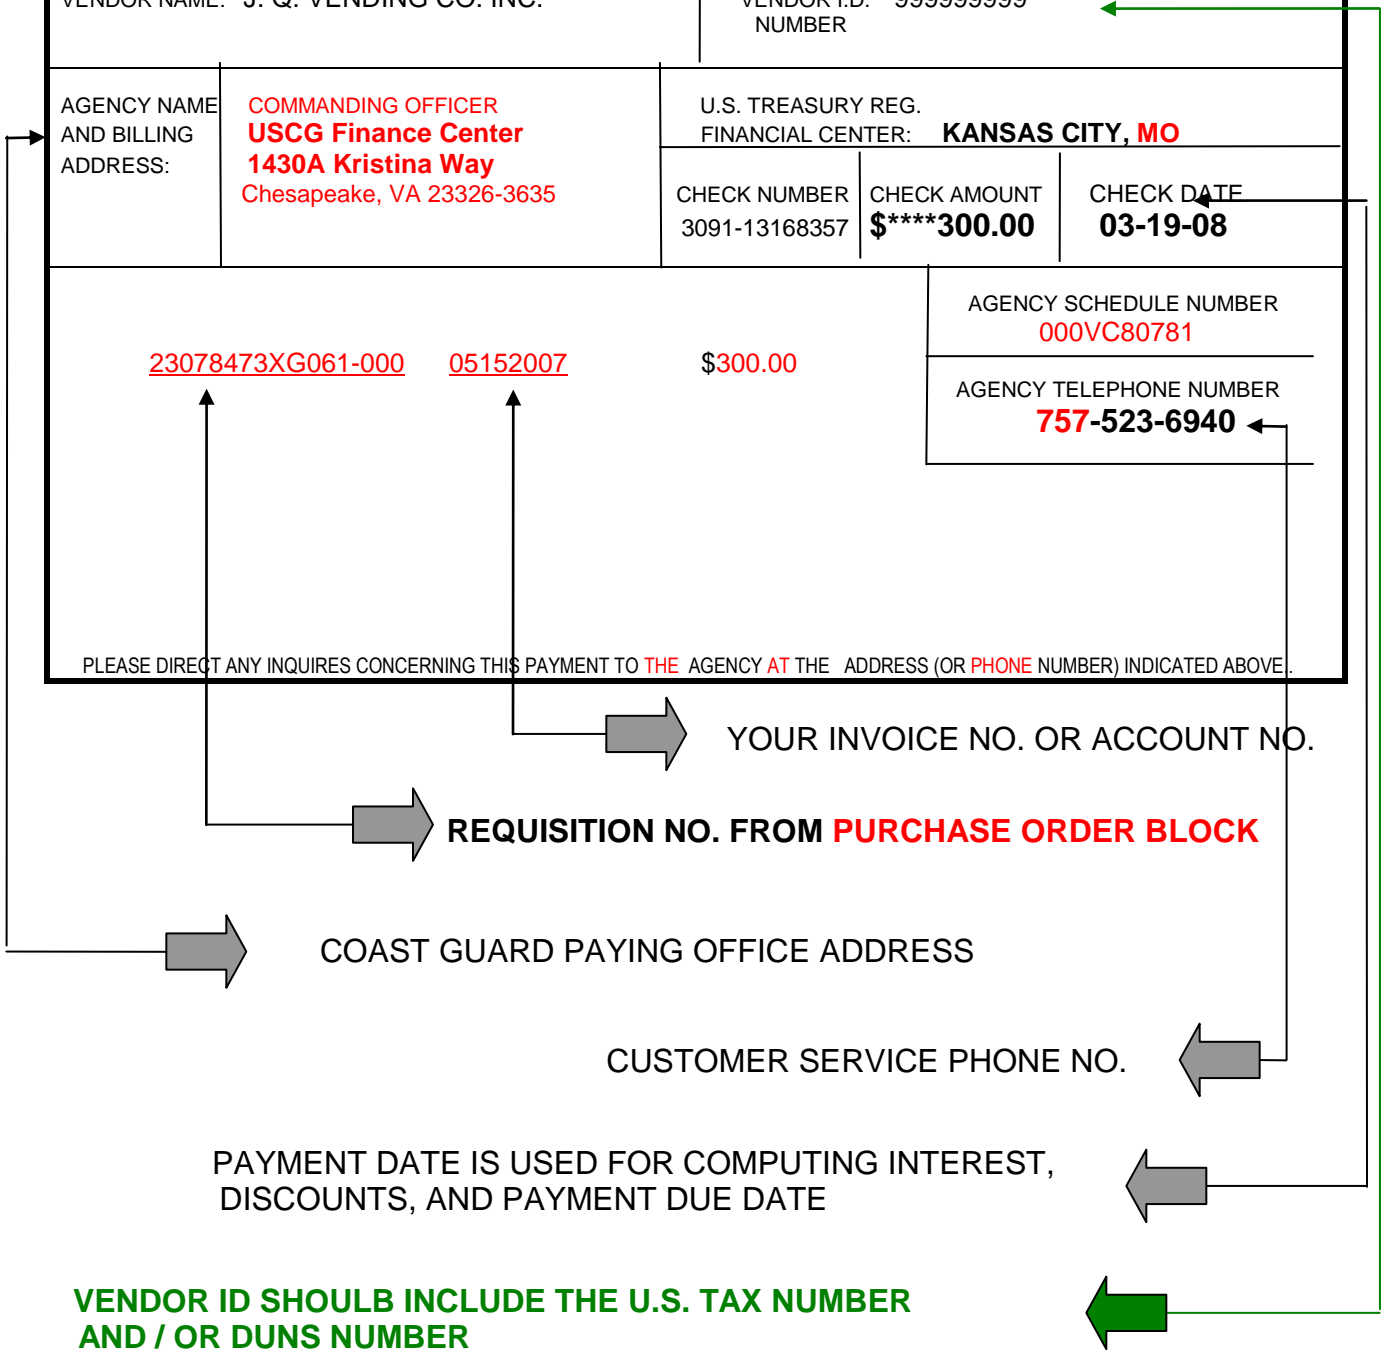 VENDOR NAME: J. Q. VENDING CO. INC.
VENDOR I.D. 999999999
NUMBER
AGENCY NAME
AND BILLING
ADDRESS:
COMMANDING OFFICER
USCG Finance Center
1430A Kristina Way
Chesapeake, VA 23326-3635
U.S. TREASURY REG.
FINANCIAL CENTER: KANSAS CITY, MO
CHECK NUMBER
3091-13168357
CHECK AMOUNT
$****300.00
CHECK DATE
03-19-08
AGENCY SCHEDULE NUMBER
000VC80781
23078473XG061-000 05152007 $300.00
AGENCY TELEPHONE NUMBER
757-523-6940
PLEASE DIRECT ANY INQUIRES CONCERNING THIS PAYMENT TO THE AGENCY AT THE ADDRESS (OR PHONE NUMBER) INDICATED ABOVE..
YOUR INVOICE NO. OR ACCOUNT NO.
REQUISITION NO. FROM PURCHASE ORDER BLOCK
COAST GUARD PAYING OFFICE ADDRESS
CUSTOMER SERVICE PHONE NO.
PAYMENT DATE IS USED FOR COMPUTING INTEREST,
DISCOUNTS, AND PAYMENT DUE DATE
VENDOR ID SHOULB INCLUDE THE U.S. TAX NUMBER
AND / OR DUNS NUMBER